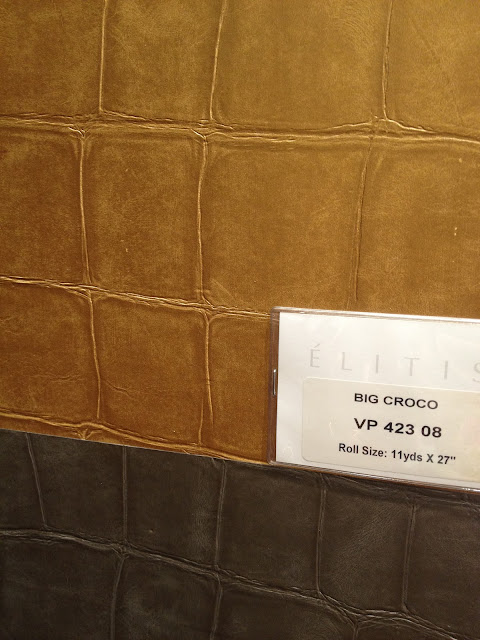 ÉLITIS
BIG CROCO
VP 423 08
Roll Size: 11yds X 27"